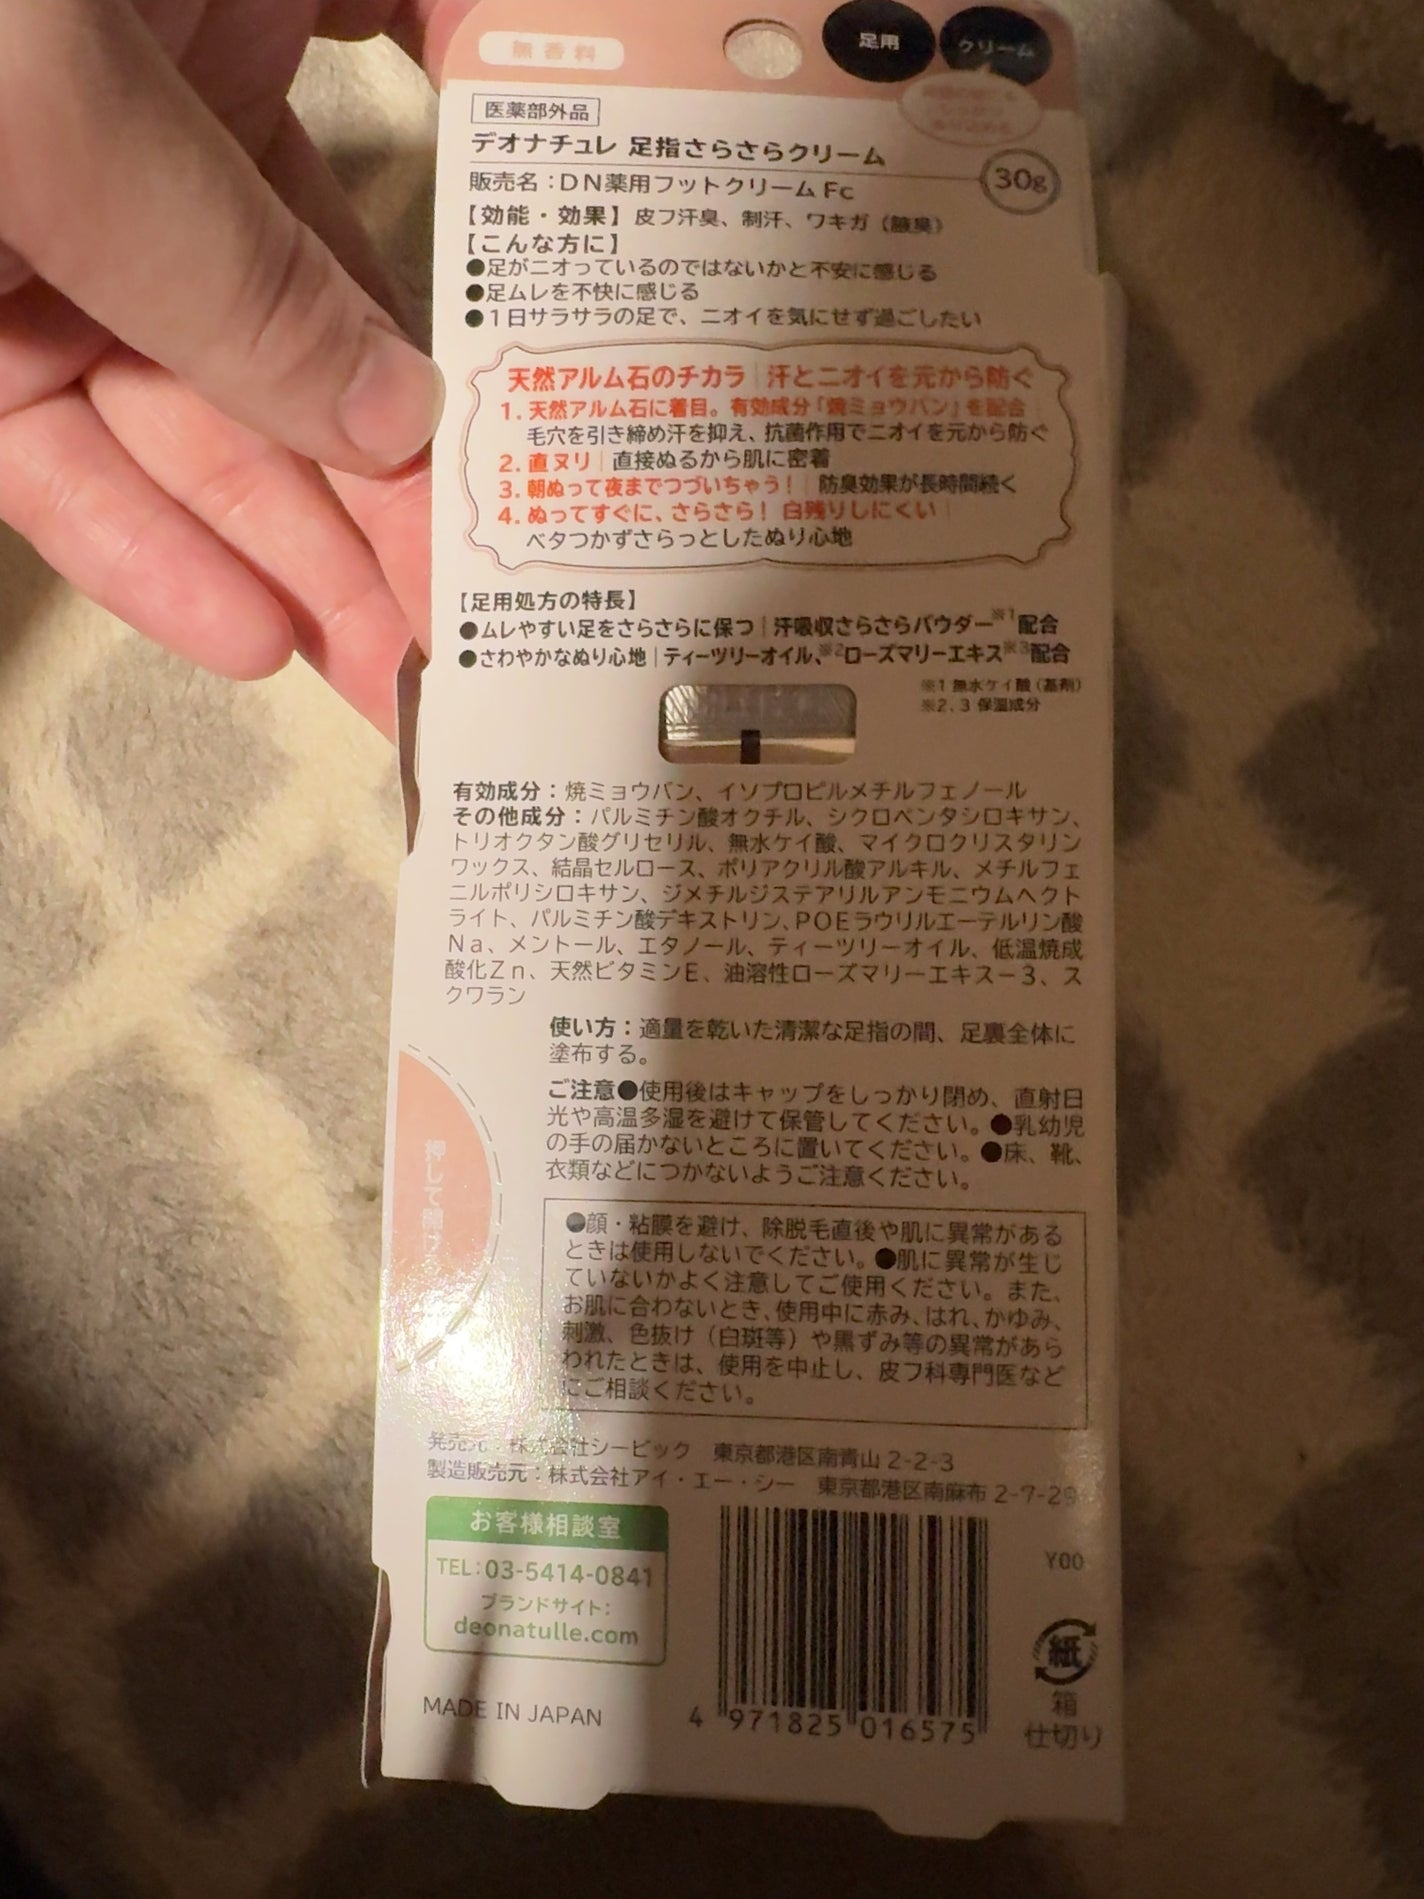 無香料
足用
クリーム
医薬部外品
デオナチュレ 足指さらさらクリーム
30g
販売名：DN薬用フットクリームFc
【効能・効果】皮フ汗臭、制汗、ワキガ（腋臭）
【こんな方に】
●足がニオっているのではないかと不安に感じる
●足ムレを不快に感じる
●1日サラサラの足で、ニオイを気にせず過ごしたい
天然アルム石のチカラ｜汗とニオイを元から防ぐ
1. 天然アルム石に着目。有効成分「焼ミョウバン」を配合
毛穴を引き締め汗を抑え、抗菌作用でニオイを元から防ぐ
2. 直ヌリ｜直接ぬるから肌に密着
3. 朝ぬって夜までつづいちゃう！｜防臭効果が長時間続く
4. ぬってすぐに、さらさら！ 白残りしにくい｜
ベタつかずさらっとしたぬり心地
【足用処方の特長】
●ムレやすい足をさらさらに保つ｜汗吸収さらさらパウダー※1配合
●さわやかなぬり心地｜ティーツリーオイル、※2ローズマリーエキス※3配合
※1 無水ケイ酸（基剤）
※2、3 保湿成分
有効成分：焼ミョウバン、イソプロピルメチルフェノール
その他成分：パルミチン酸オクチル、シクロペンタシロキサン、
トリオクタン酸グリセリル、無水ケイ酸、マイクロクリスタリン
ワックス、結晶セルロース、ポリアクリル酸アルキル、メチルフェ
ニルポリシロキサン、ジメチルジステアリルアンモニウムヘクト
ライト、パルミチン酸デキストリン、POEラウリルエーテルリン酸
Na、メントール、エタノール、ティーツリーオイル、低温焼成
酸化Zn、天然ビタミンE、油溶性ローズマリーエキス－3、ス
クワラン
使い方：適量を乾いた清潔な足指の間、足裏全体に
塗布する。
ご注意●使用後はキャップをしっかり閉め、直射日
光や高温多湿を避けて保管してください。●乳幼児
の手の届かないところに置いてください。●床、靴、
衣類などにつかないようご注意ください。
押して開け
●顔・粘膜を避け、除脱毛直後や肌に異常がある
ときは使用しないでください。●肌に異常が生じ
ていないかよく注意してご使用ください。また、
お肌に合わないとき、使用中に赤み、はれ、かゆみ、
刺激、色抜け（白斑等）や黒ずみ等の異常があら
われたときは、使用を中止し、皮フ科専門医など
にご相談ください。
発売元：株式会社シービック 東京都港区南青山 2-2-3
製造販売元：株式会社アイ・エー・シー 東京都港区南麻布 2-7-29
お客様相談室
TEL:03-5414-0841
ブランドサイト：
deonatulle.com
MADE IN JAPAN
4 971825 016575
Y00
紙
箱
仕切り